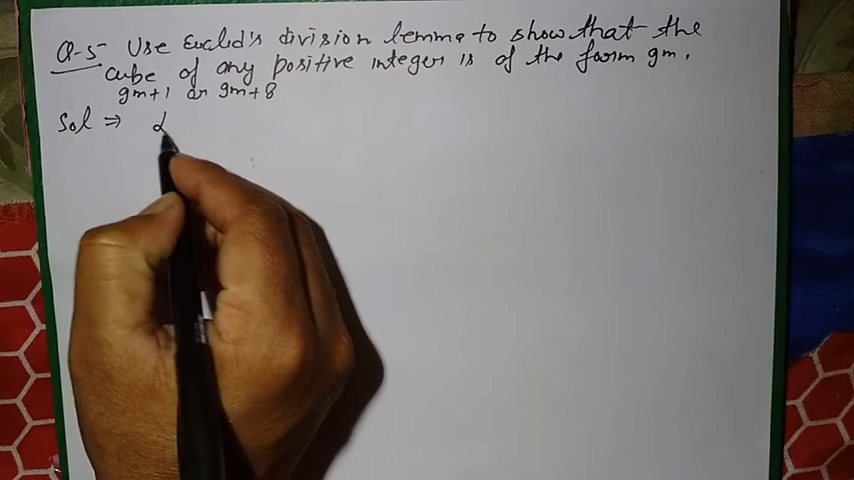 Q-5 Use Euclid's division lemma to show that the
cube of any positive integer is of the form 9m,
9m+1 or 9m+8
Sol ⇒